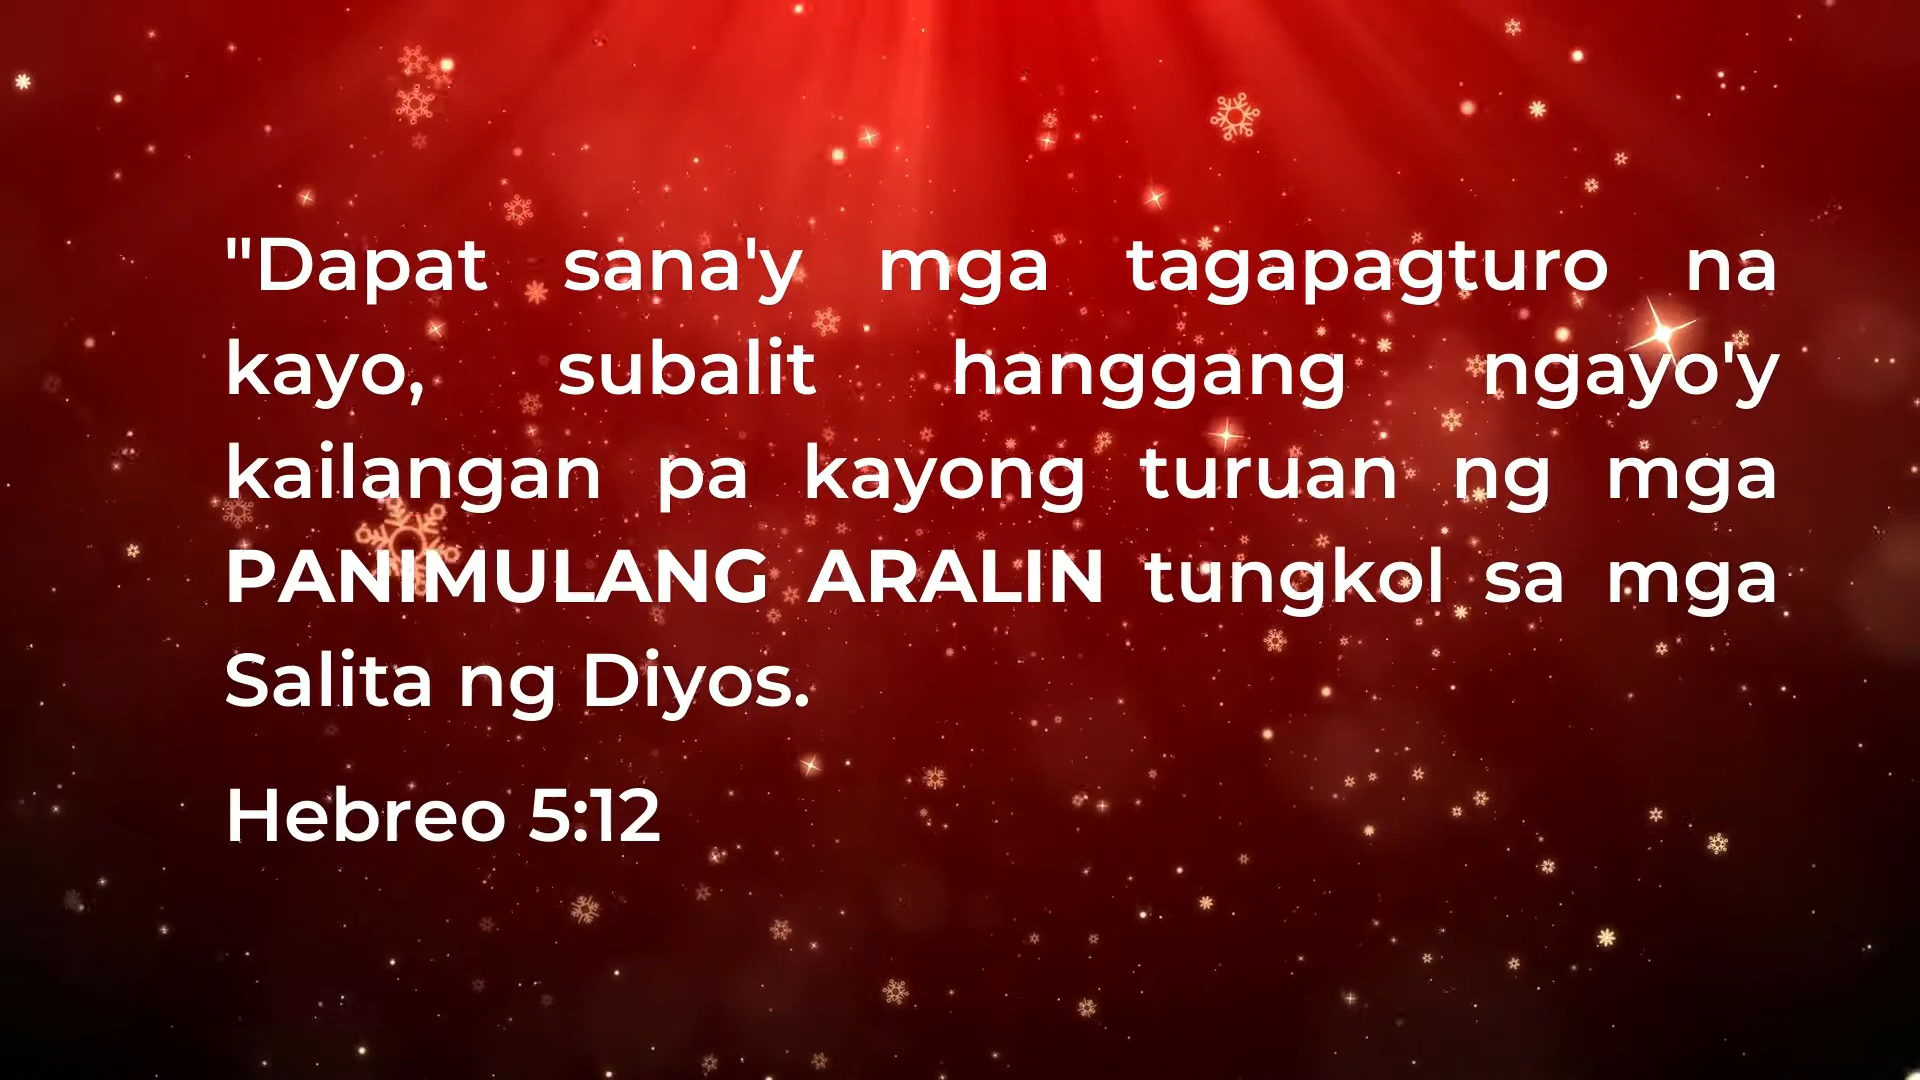 "Dapat sana'y mga tagapagturo na
kayo, subalit hanggang ngayo'y
kailangan pa kayong turuan ng mga
PANIMULANG ARALIN tungkol sa mga
Salita ng Diyos.
Hebreo 5:12